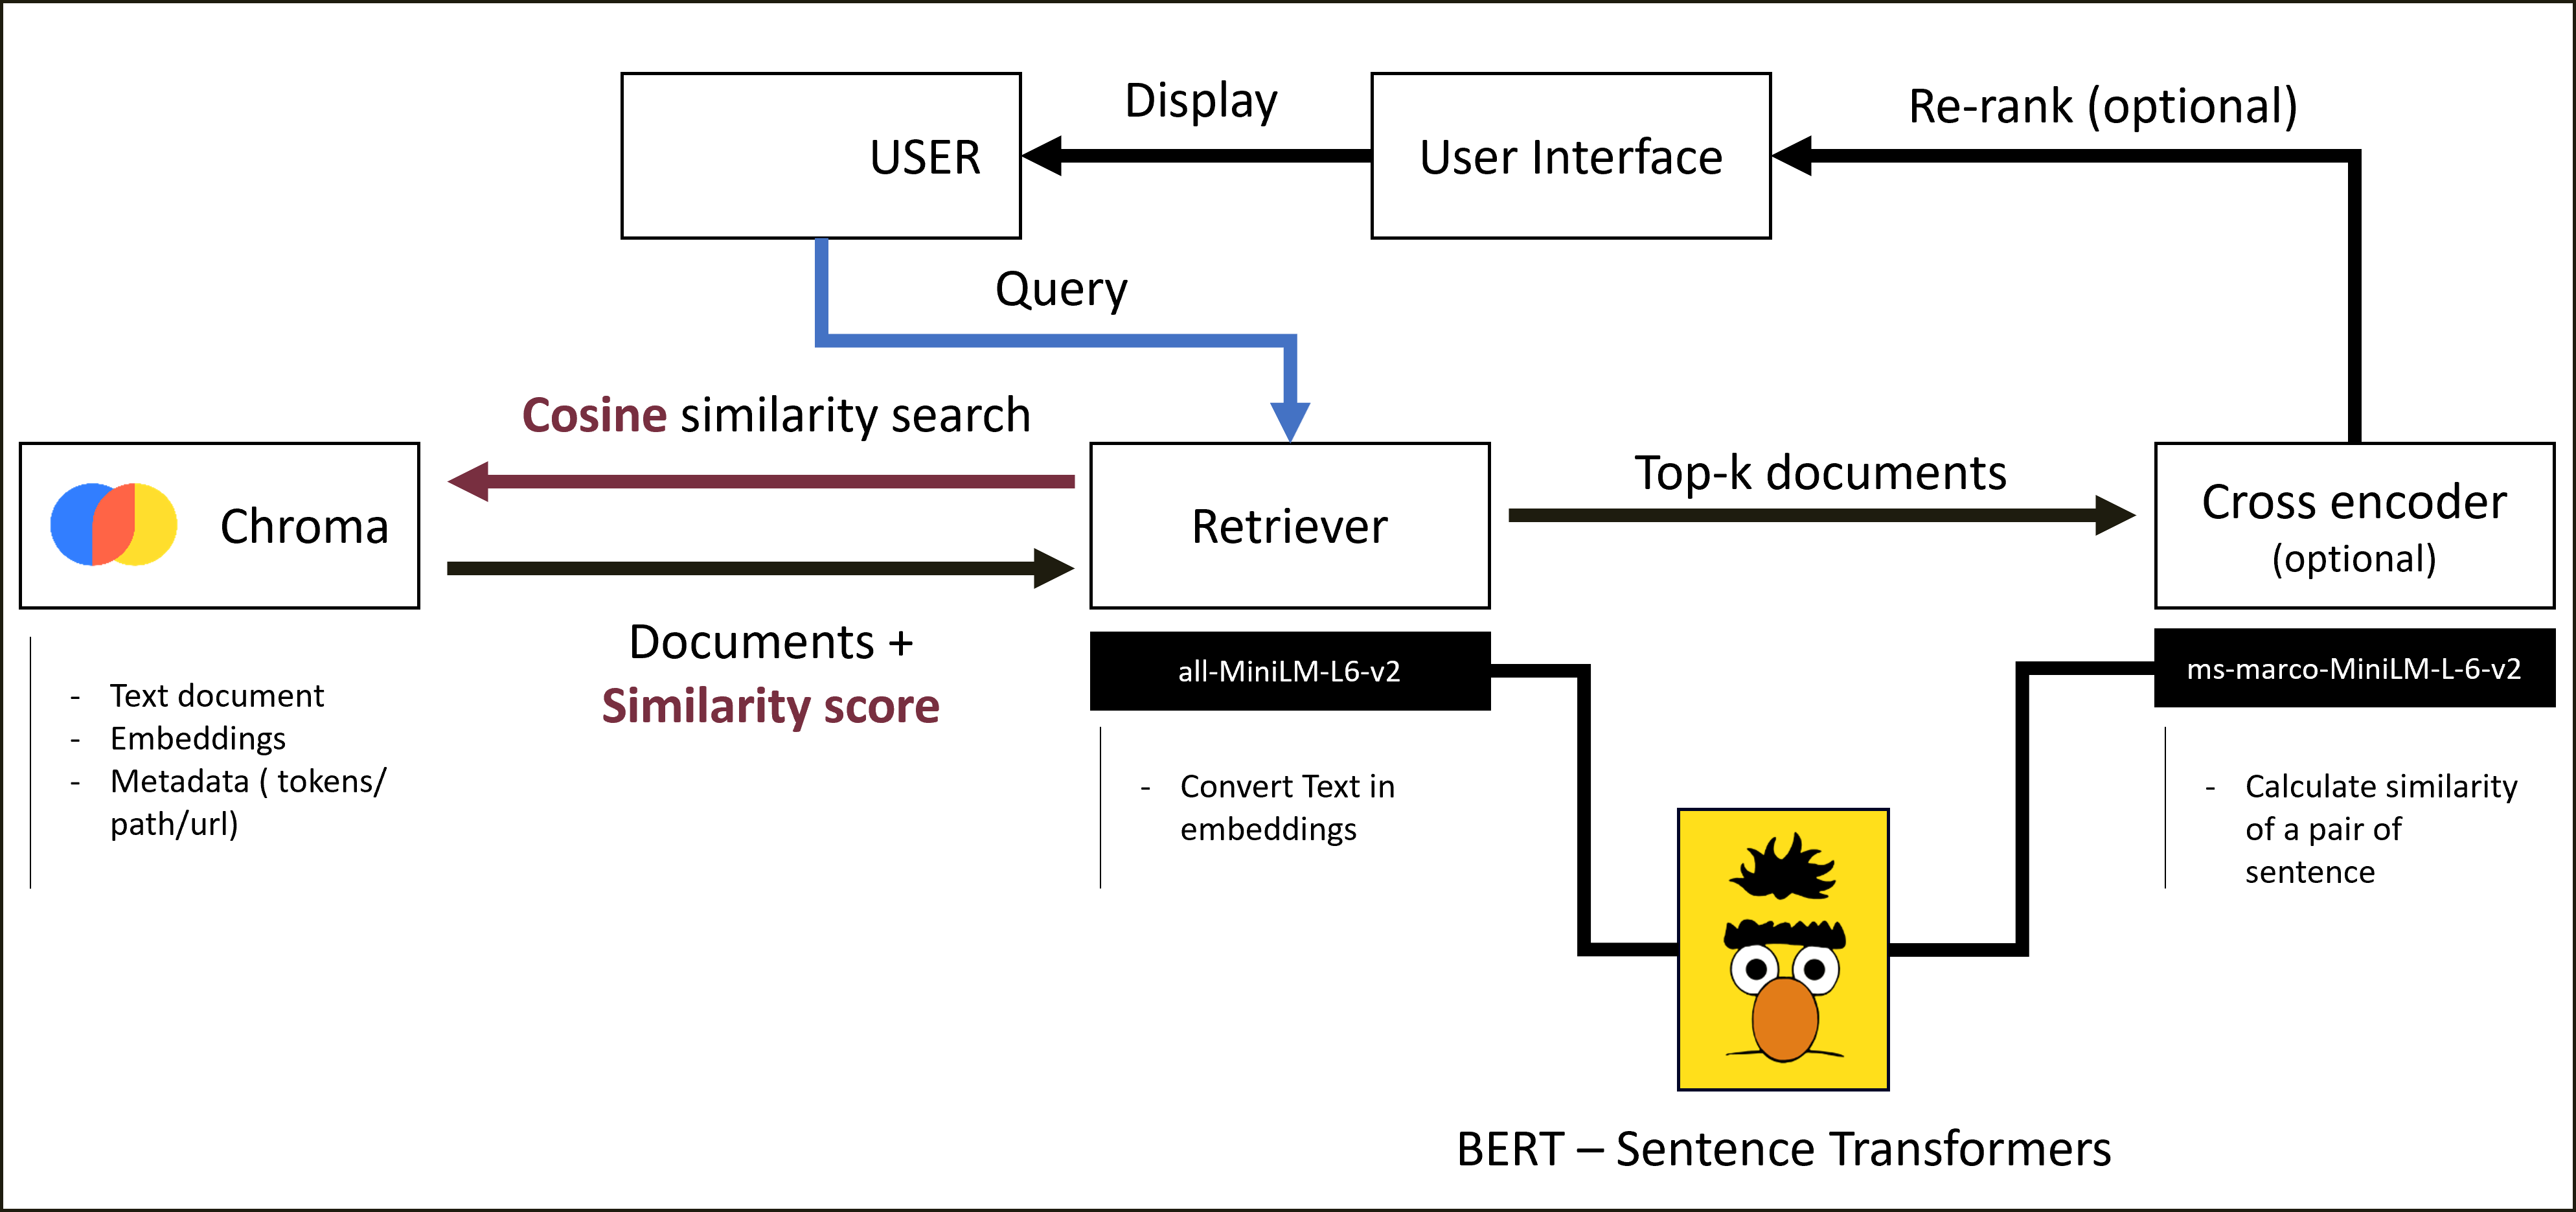 USER
Display
User Interface
Re-rank (optional)
Query
Cosine similarity search
Chroma
Retriever
Top-k documents
Cross encoder
(optional)
Documents +
Similarity score
all-MiniLM-L6-v2
ms-marco-MiniLM-L-6-v2
- Text document
- Embeddings
- Metadata ( tokens/
path/url)
- Convert Text in
embeddings
- Calculate similarity
of a pair of
sentence
BERT – Sentence Transformers